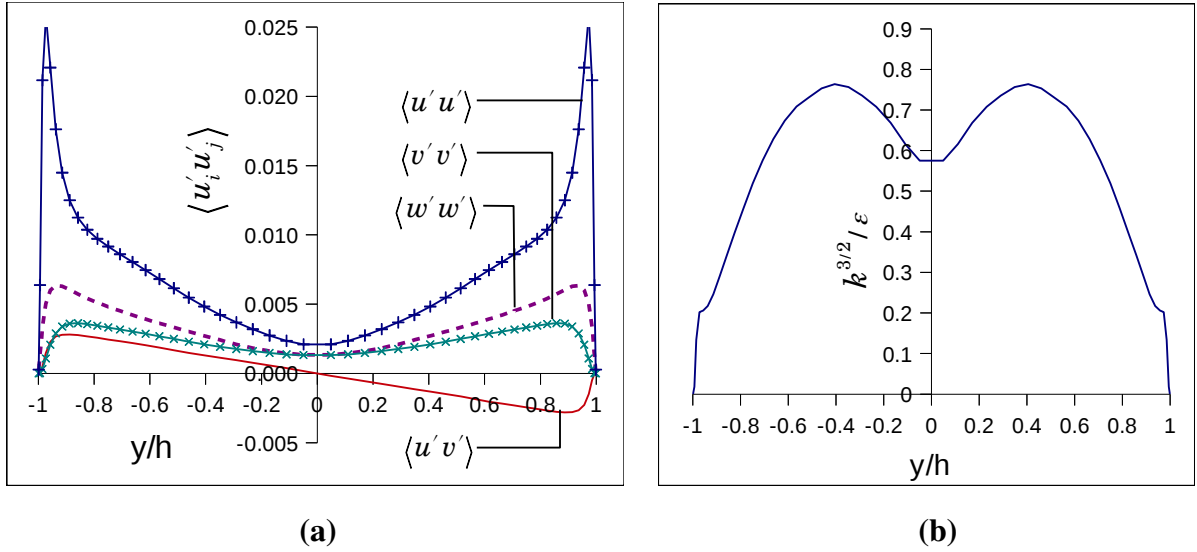 0.025
0.020
0.015
0.010
0.005
0.000
-0.005
-1 -0.8 -0.6 -0.4 -0.2 0 0.2 0.4 0.6 0.8 1
y/h
⟨u′ᵢu′ⱼ⟩
⟨u′u′⟩
⟨v′v′⟩
⟨w′w′⟩
⟨u′v′⟩
(a)
0.9
0.8
0.7
0.6
0.5
0.4
0.3
0.2
0.1
0
-1 -0.8 -0.6 -0.4 -0.2 0 0.2 0.4 0.6 0.8 1
k^{3/2}/ε
y/h
(b)